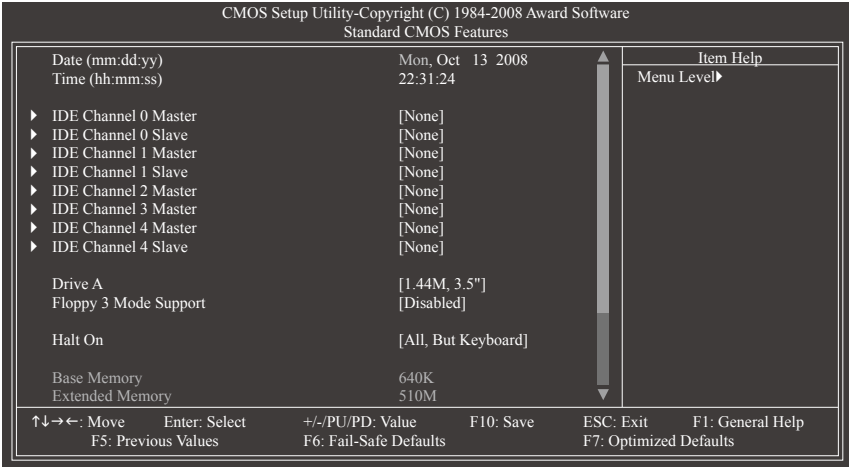 CMOS Setup Utility-Copyright (C) 1984-2008 Award Software
Standard CMOS Features
Date (mm:dd:yy) Mon, Oct 13 2008
Time (hh:mm:ss) 22:31:24
IDE Channel 0 Master [None]
IDE Channel 0 Slave [None]
IDE Channel 1 Master [None]
IDE Channel 1 Slave [None]
IDE Channel 2 Master [None]
IDE Channel 3 Master [None]
IDE Channel 4 Master [None]
IDE Channel 4 Slave [None]
Drive A [1.44M, 3.5"]
Floppy 3 Mode Support [Disabled]
Halt On [All, But Keyboard]
Base Memory 640K
Extended Memory 510M
Item Help
Menu Level
↑↓→←: Move Enter: Select +/-/PU/PD: Value F10: Save ESC: Exit F1: General Help
F5: Previous Values F6: Fail-Safe Defaults F7: Optimized Defaults